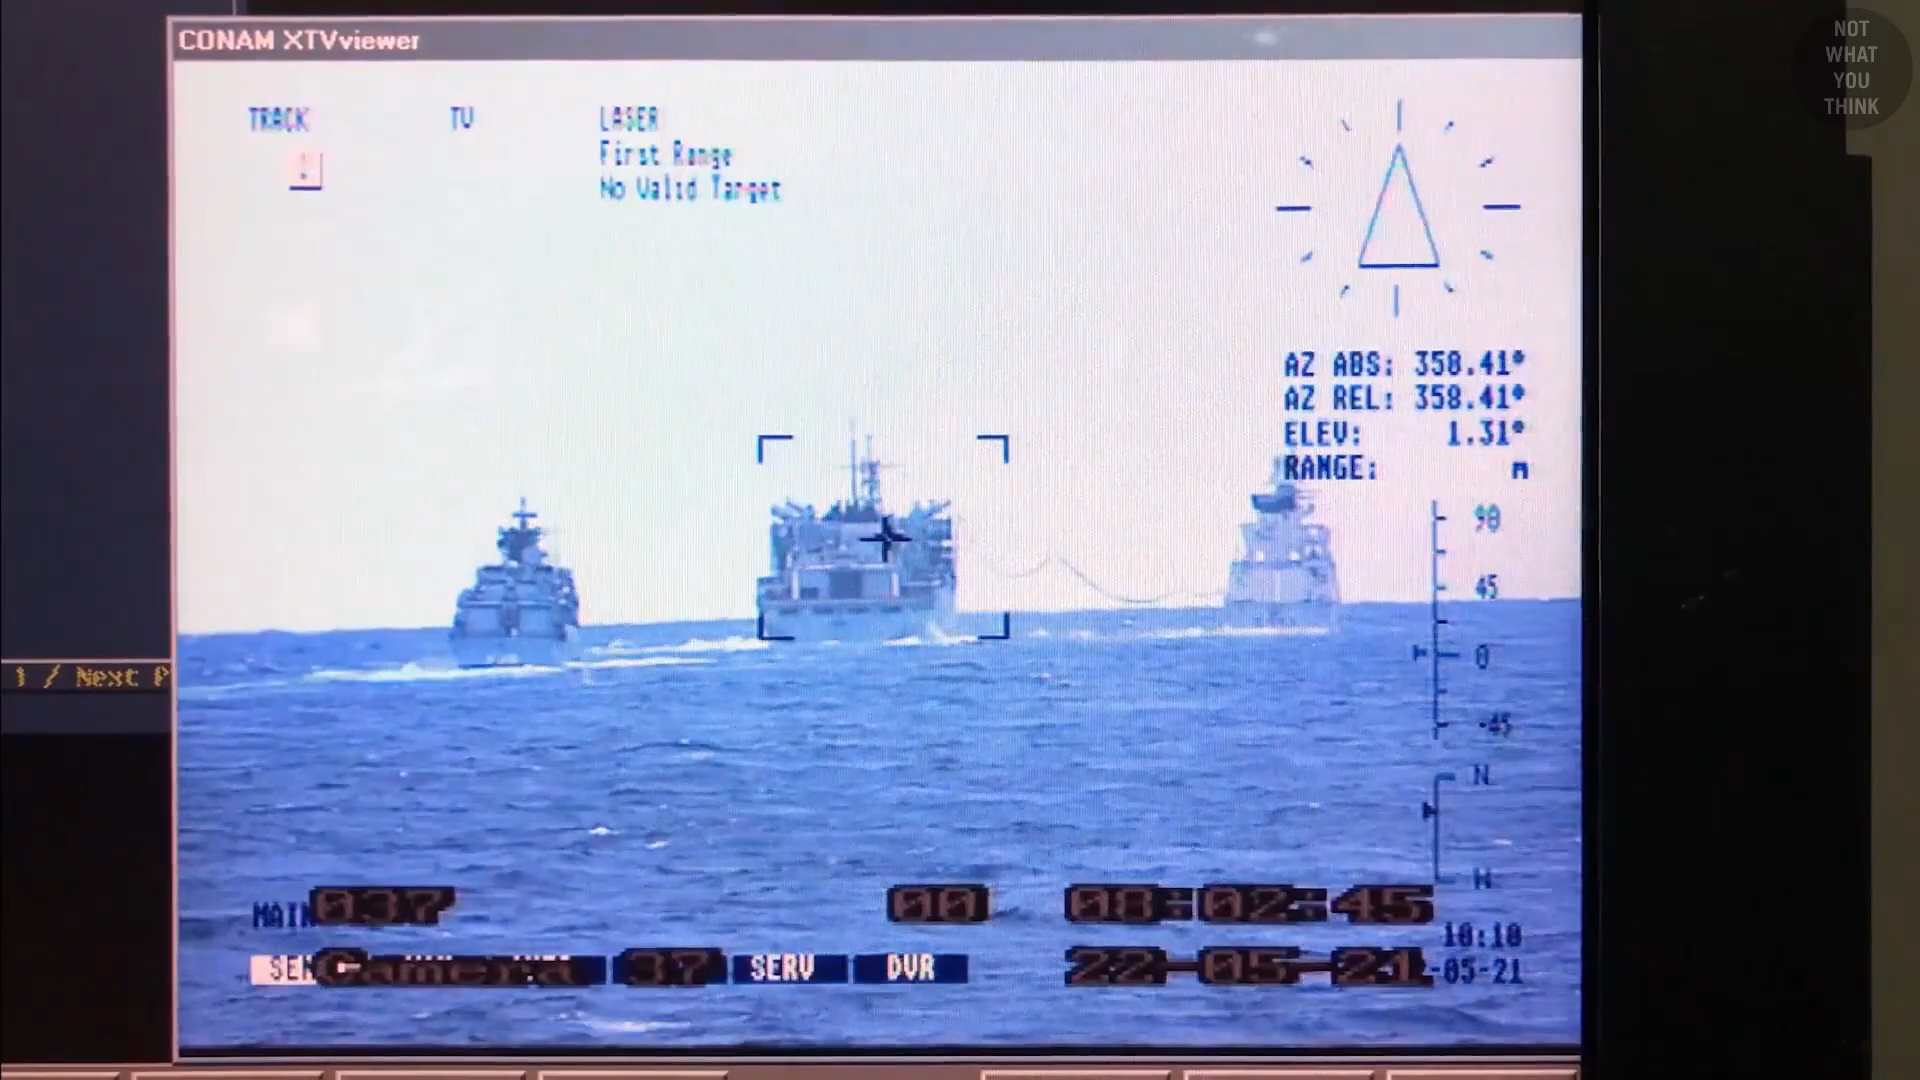 CONAM XTVviewer
NOT
WHAT
YOU
THINK
TRACK TV LASER
First Range
No Valid Target
AZ ABS: 358.41°
AZ REL: 358.41°
ELEV: 1.31°
RANGE: m
90
45
0
-45
N
W
1 / Next P
MAIN 037 00 08:02:45
10:10
SEN Camera 37 SERV DVR 22-05-21 -05-21